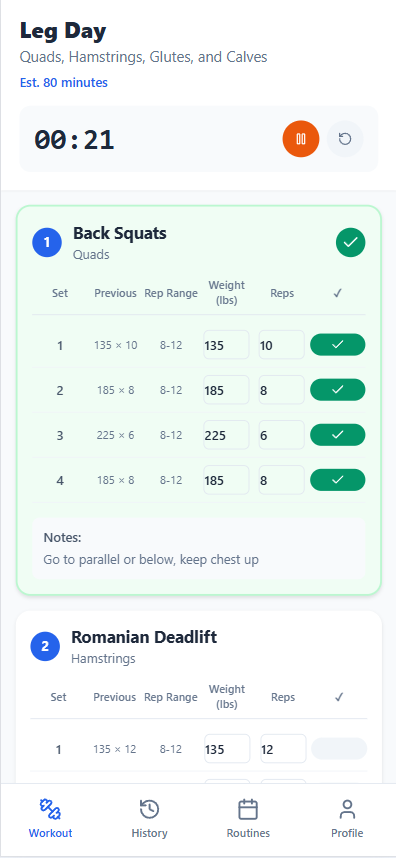 Leg Day
Quads, Hamstrings, Glutes, and Calves
Est. 80 minutes
00:21
1 Back Squats
Quads
Set Previous Rep Range Weight (lbs) Reps ✓
1 135 × 10 8-12 135 10
2 185 × 8 8-12 185 8
3 225 × 6 8-12 225 6
4 185 × 8 8-12 185 8
Notes:
Go to parallel or below, keep chest up
2 Romanian Deadlift
Hamstrings
Set Previous Rep Range Weight (lbs) Reps ✓
1 135 × 12 8-12 135 12
Workout History Routines Profile